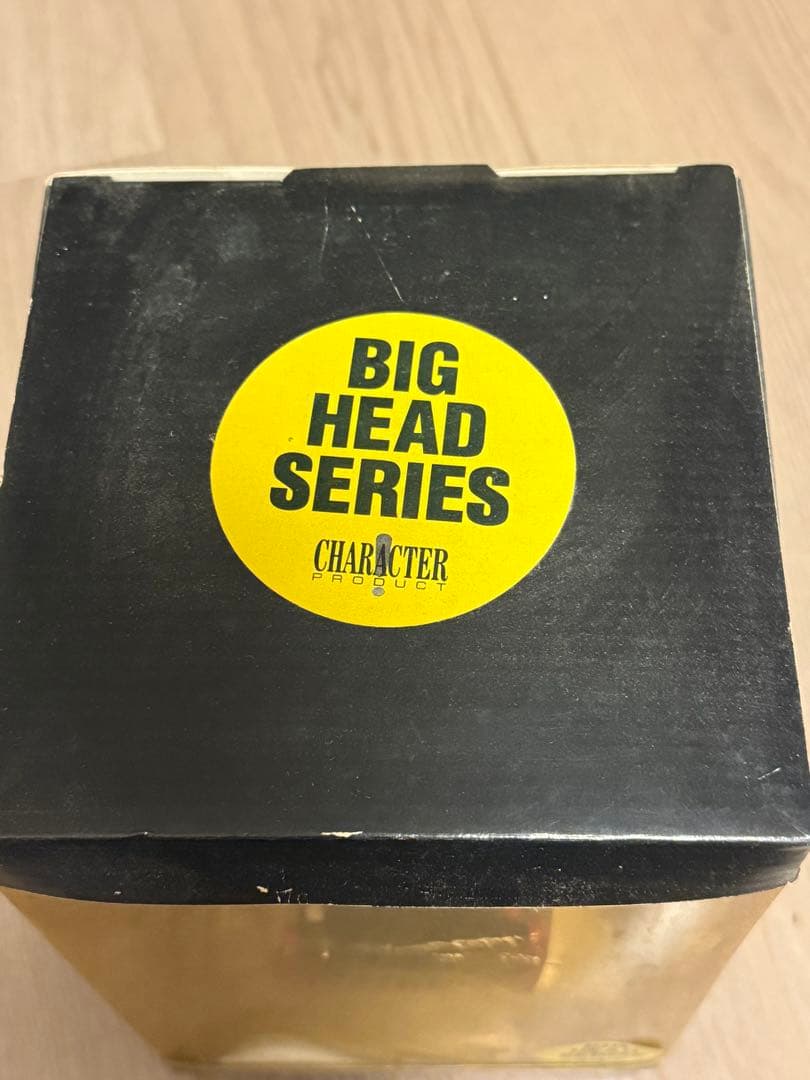 BIG
HEAD
SERIES
CHARACTER
PRODUCT